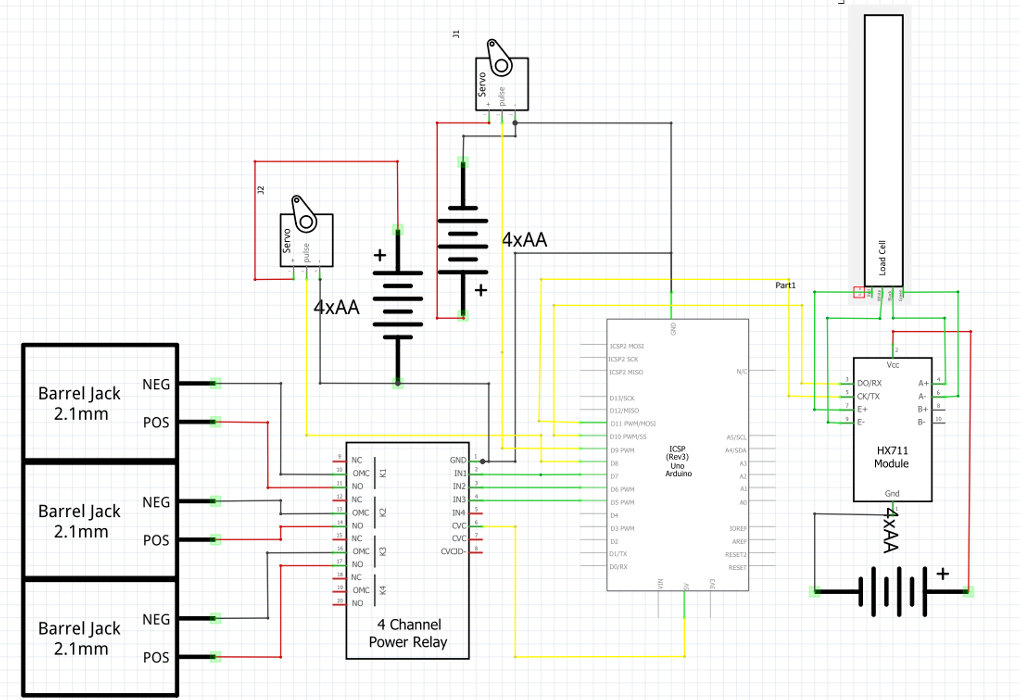 J1
Servo
+
pulse
-
J2
Servo
+
pulse
-
+
4xAA
4xAA
+
Load Cell
Part1
GND
ICSP2 MOSI
ICSP2 SCK
ICSP2 MISO
N/C
D13/SCK
D12/MISO
D11 PWM/MOSI
D10 PWM/SS
D9 PWM
D8
D7
D6 PWM
D5 PWM
D4
D3 PWM
D2
D1/TX
D0/RX
ICSP
(Rev3)
Uno
Arduino
A5/SCL
A4/SDA
A3
A2
A1
A0
IOREF
AREF
RESET2
RESET
VIN
5V
3V3
2
Vcc
3 DO/RX A+ 4
5 CK/TX A- 6
7 E+ B+ 8
9 E- B- 10
HX711
Module
Gnd
1
4xAA
+
Barrel Jack
2.1mm
NEG
POS
Barrel Jack
2.1mm
NEG
POS
Barrel Jack
2.1mm
NEG
POS
9 NC
10 OMC K1
11 NO
12 NC
13 OMC K2
14 NO
15 NC
16 OMC K3
17 NO
18 NC
19 OMC K4
20 NO
GND 1
IN1 2
IN2 3
IN3 4
IN4 5
CVC 6
CVC 7
CVCID- 8
4 Channel
Power Relay